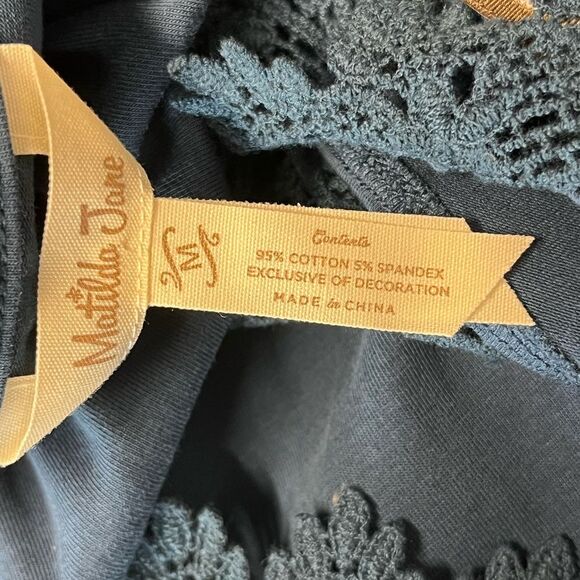 Matilda Jane
M
Contents
95% COTTON 5% SPANDEX
EXCLUSIVE OF DECORATION
MADE in CHINA